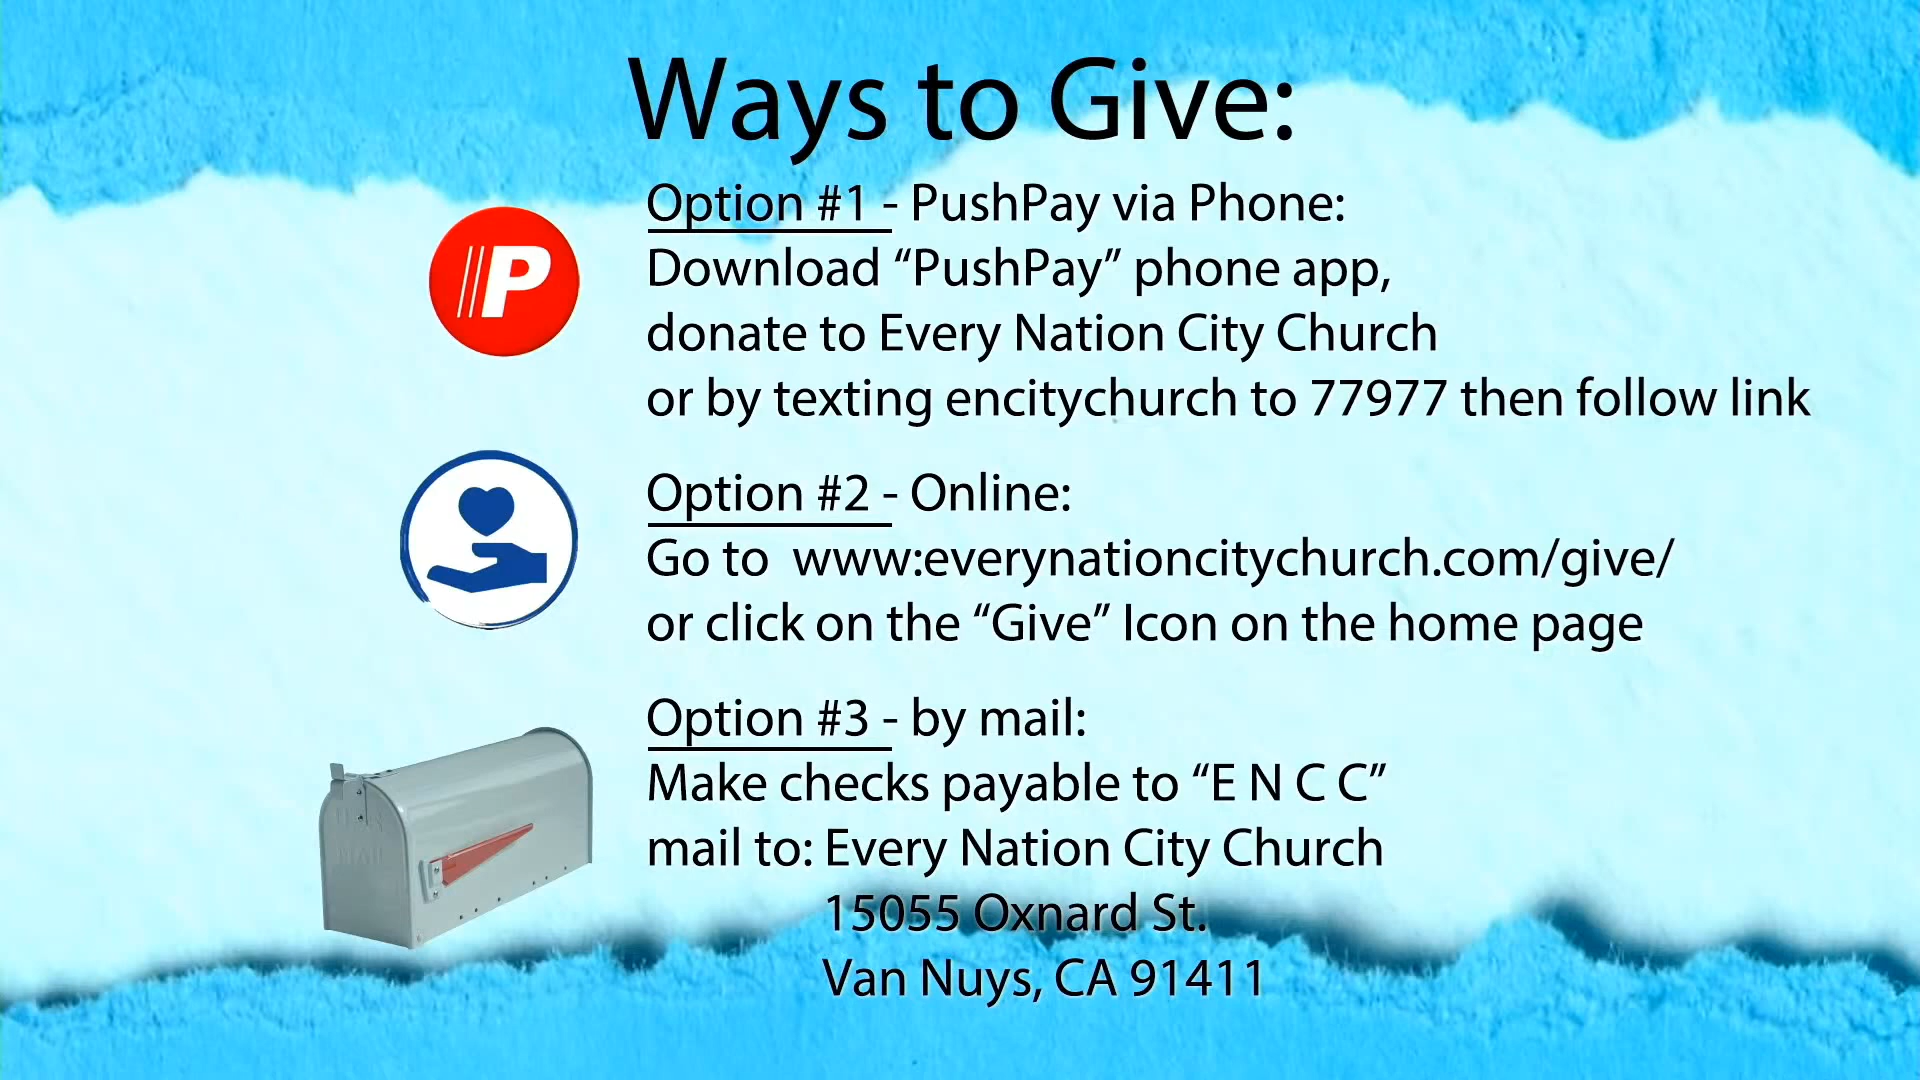 Ways to Give:
Option #1 - PushPay via Phone:
Download “PushPay” phone app,
donate to Every Nation City Church
or by texting encitychurch to 77977 then follow link
P
Option #2 - Online:
Go to www:everynationcitychurch.com/give/
or click on the “Give” Icon on the home page
Option #3 - by mail:
Make checks payable to “E N C C”
mail to: Every Nation City Church
15055 Oxnard St.
Van Nuys, CA 91411